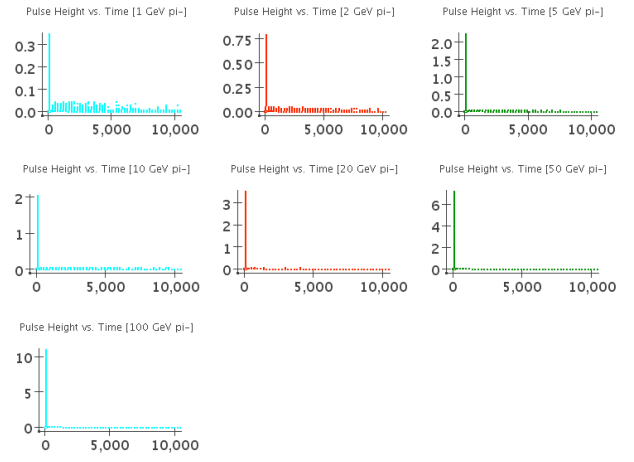 Pulse Height vs. Time [1 GeV pi-]
0.3
0.2
0.1
0.0
0 5,000 10,000
Pulse Height vs. Time [2 GeV pi-]
0.75
0.50
0.25
0.00
0 5,000 10,000
Pulse Height vs. Time [5 GeV pi-]
2.0
1.5
1.0
0.5
0.0
0 5,000 10,000
Pulse Height vs. Time [10 GeV pi-]
2
1
0
0 5,000 10,000
Pulse Height vs. Time [20 GeV pi-]
3
2
1
0
0 5,000 10,000
Pulse Height vs. Time [50 GeV pi-]
6
4
2
0
0 5,000 10,000
Pulse Height vs. Time [100 GeV pi-]
10
5
0
0 5,000 10,000